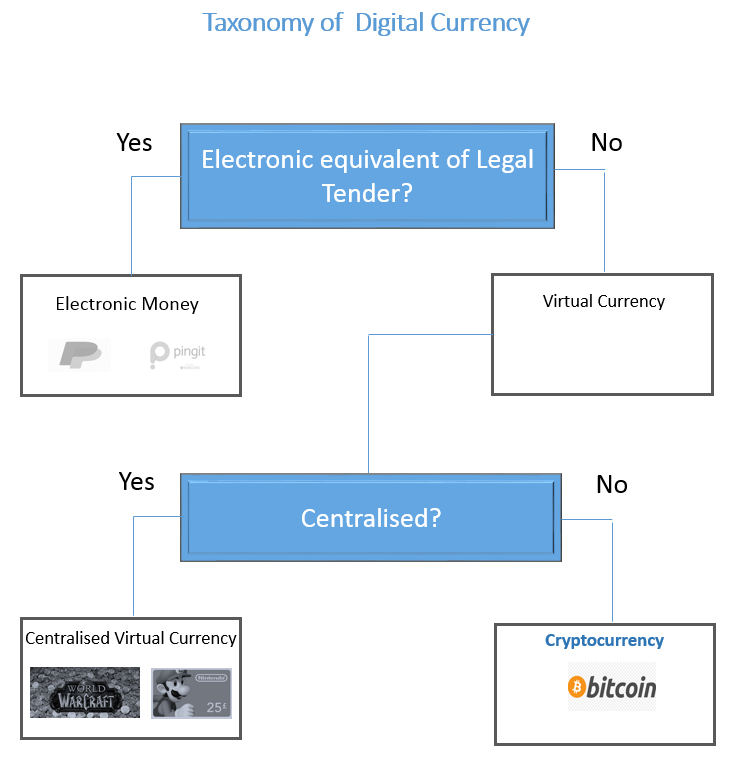 Taxonomy of Digital Currency
Yes
No
Electronic equivalent of Legal
Tender?
Electronic Money
pingit
Virtual Currency
Yes
No
Centralised?
Centralised Virtual Currency
WORLD
WARCRAFT
Nintendo
25£
Cryptocurrency
bitcoin